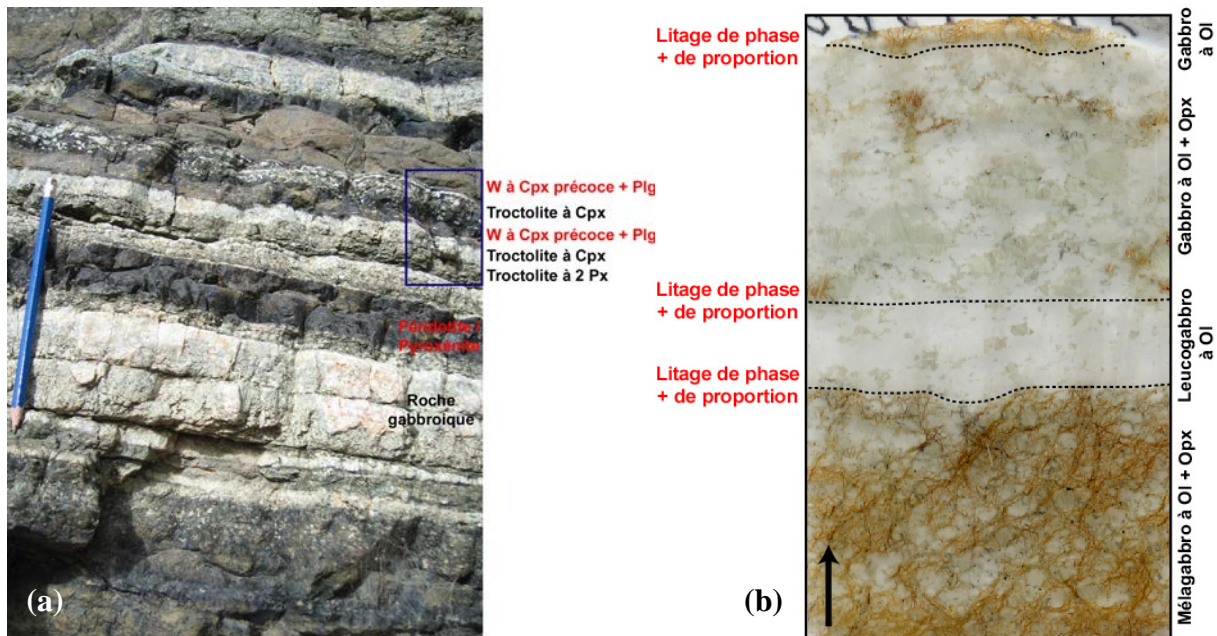 W à Cpx précoce + Plg
Troctolite à Cpx
W à Cpx précoce + Plg
Troctolite à Cpx
Troctolite à 2 Px
Péridotite /
Pyroxénite
Roche
gabbroique
(a)
Litage de phase
+ de proportion
Litage de phase
+ de proportion
Litage de phase
+ de proportion
Gabbro
à Ol
Gabbro à Ol + Opx
Leucogabbro
à Ol
Mélagabbro à Ol + Opx
(b)